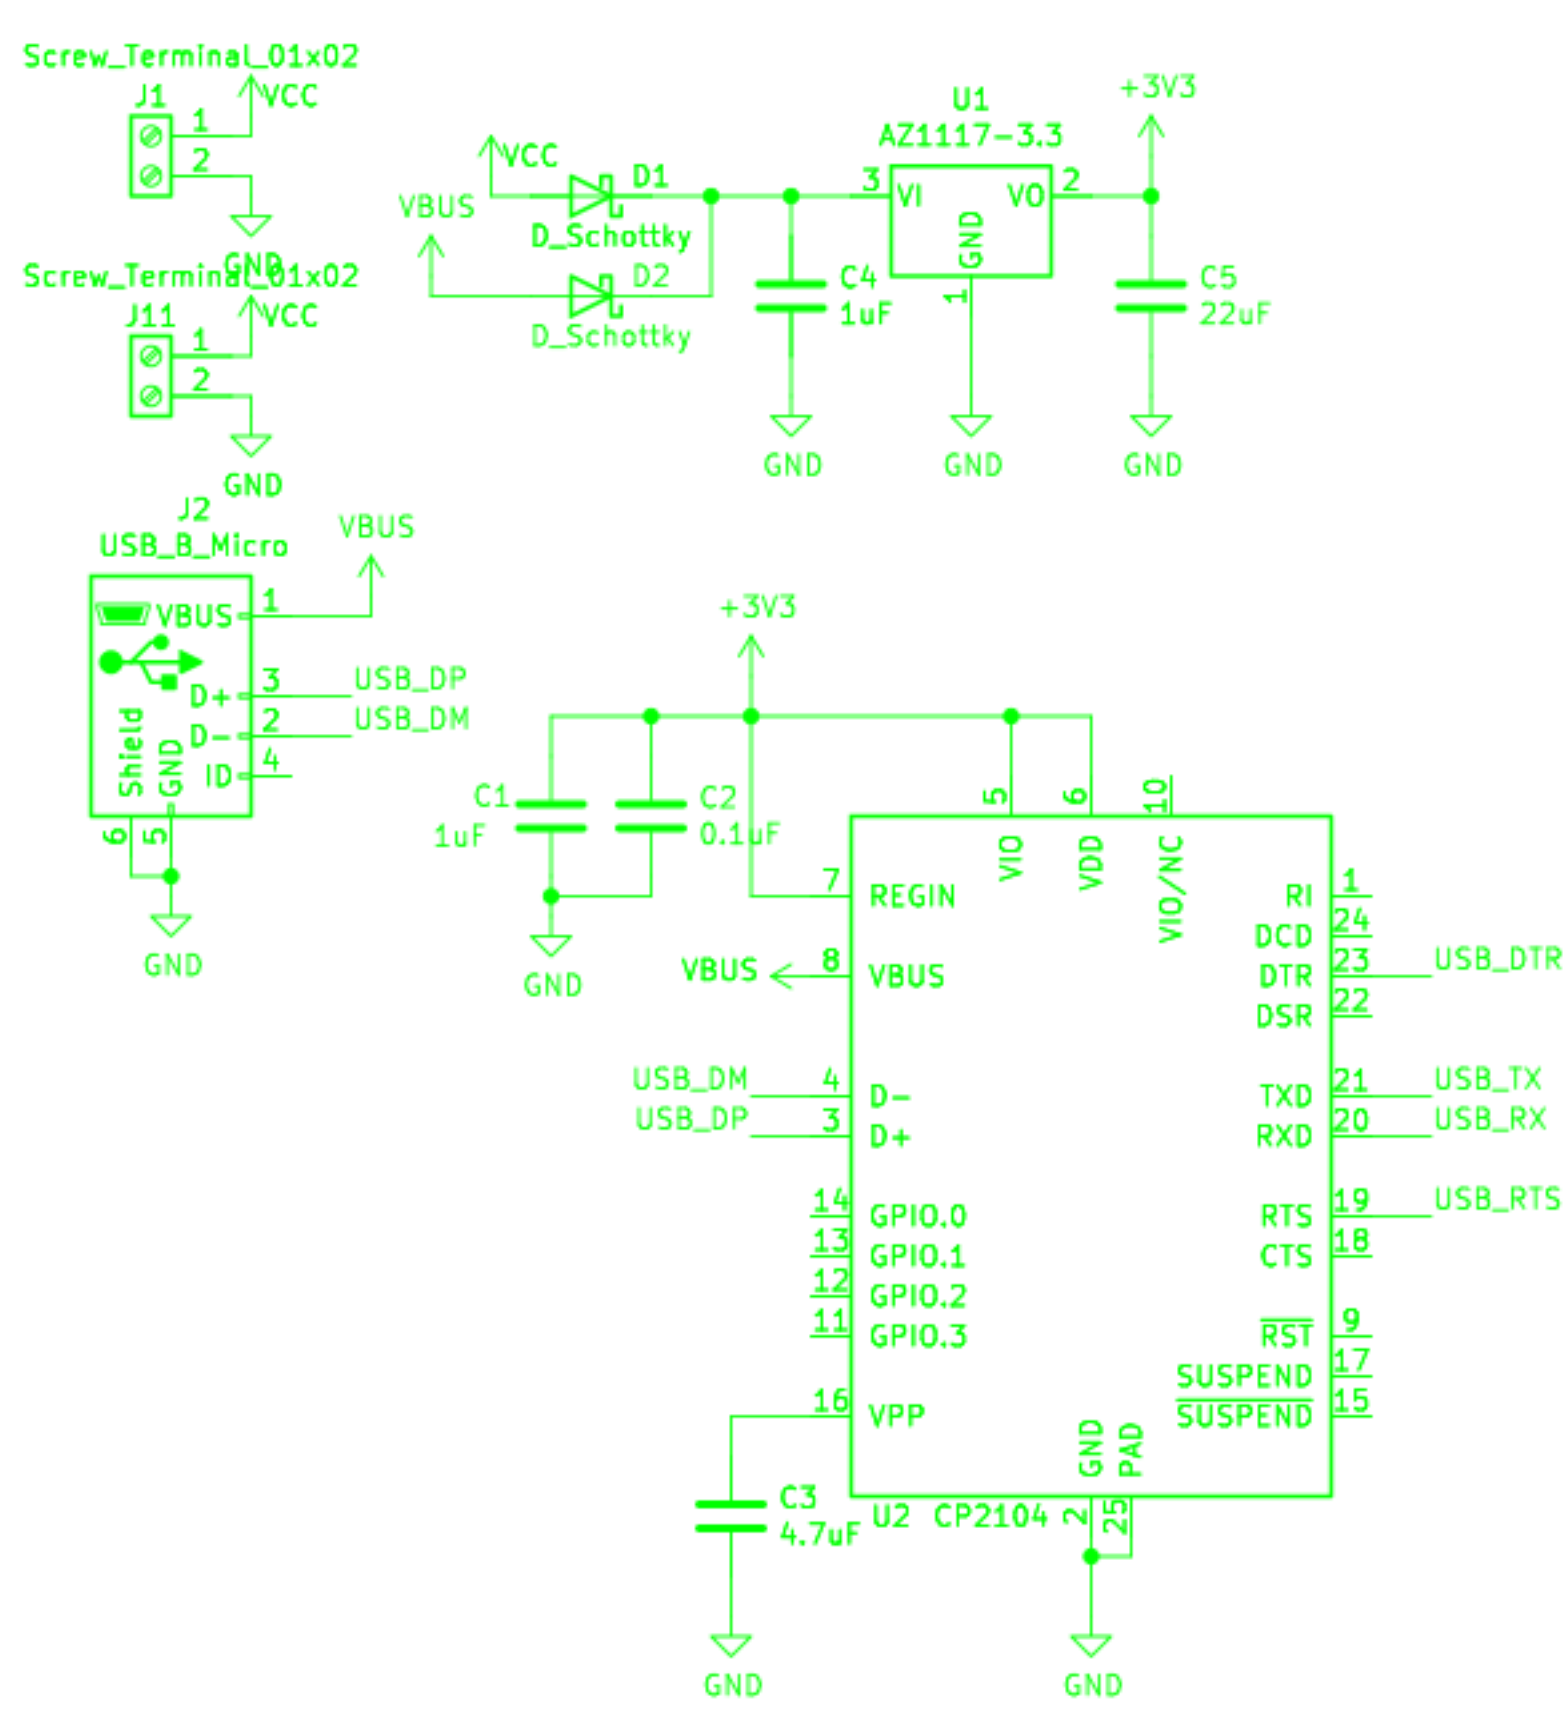 Screw_Terminal_01x02
J1
VCC
1
2
GND
Screw_Terminal_01x02
J11
VCC
1
2
GND
J2
USB_B_Micro
VBUS
VBUS
1
D+
3
USB_DP
D-
2
USB_DM
ID
4
Shield
GND
6
5
GND
VCC
VBUS
D1
D_Schottky
D2
D_Schottky
C4
1uF
GND
U1
AZ1117-3.3
3
VI
VO
2
GND
1
GND
+3V3
C5
22uF
GND
+3V3
C1
1uF
C2
0.1uF
GND
5
6
10
VIO
VDD
VIO/NC
7
REGIN
VBUS
8
VBUS
USB_DM
4
D-
USB_DP
3
D+
14
GPIO.0
13
GPIO.1
12
GPIO.2
11
GPIO.3
16
VPP
C3
4.7uF
GND
RI
1
DCD
24
DTR
23
USB_DTR
DSR
22
TXD
21
USB_TX
RXD
20
USB_RX
RTS
19
USB_RTS
CTS
18
RST
9
SUSPEND
17
SUSPEND
15
GND
PAD
U2 CP2104
2
25
GND